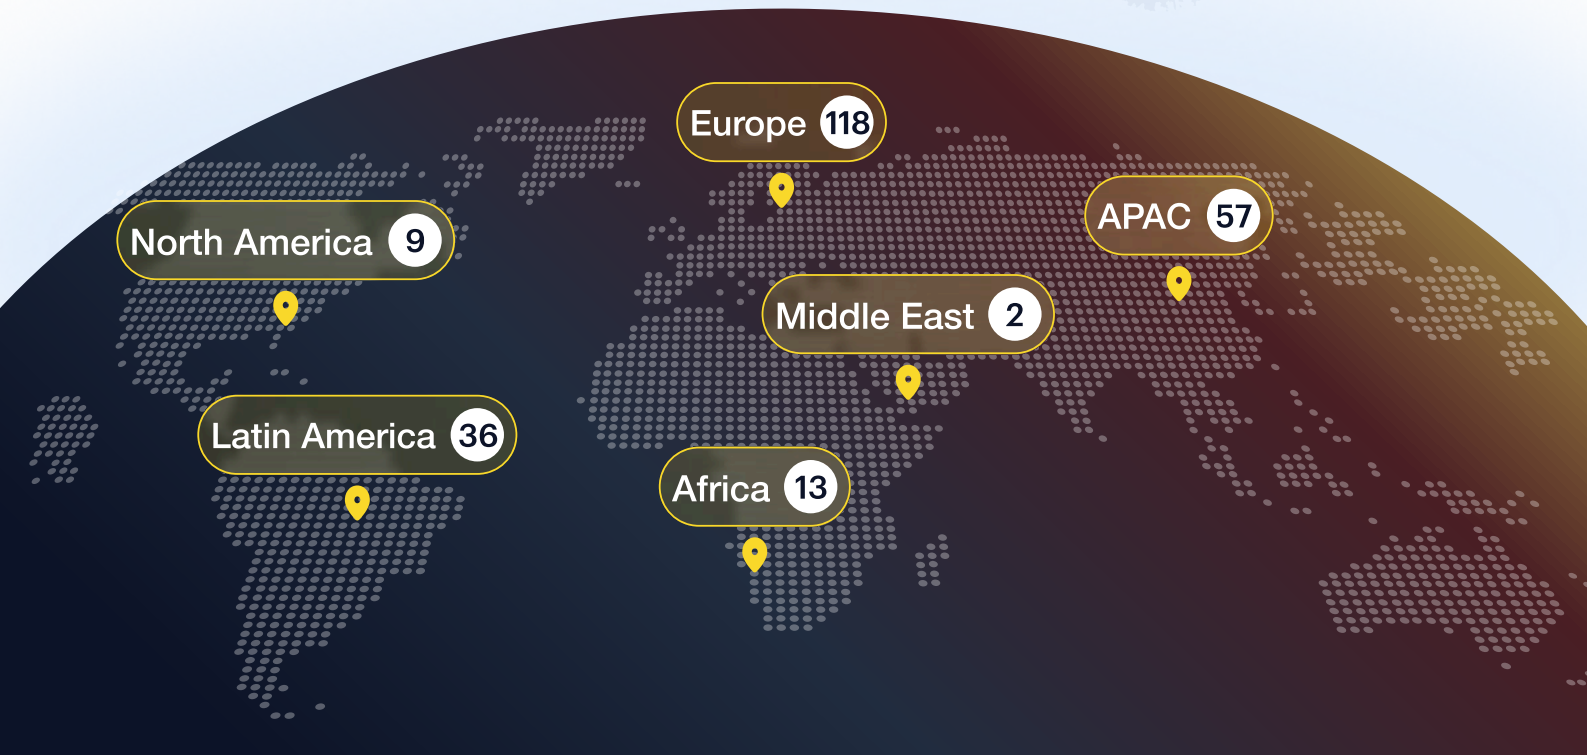 Europe 118
APAC 57
North America 9
Middle East 2
Latin America 36
Africa 13